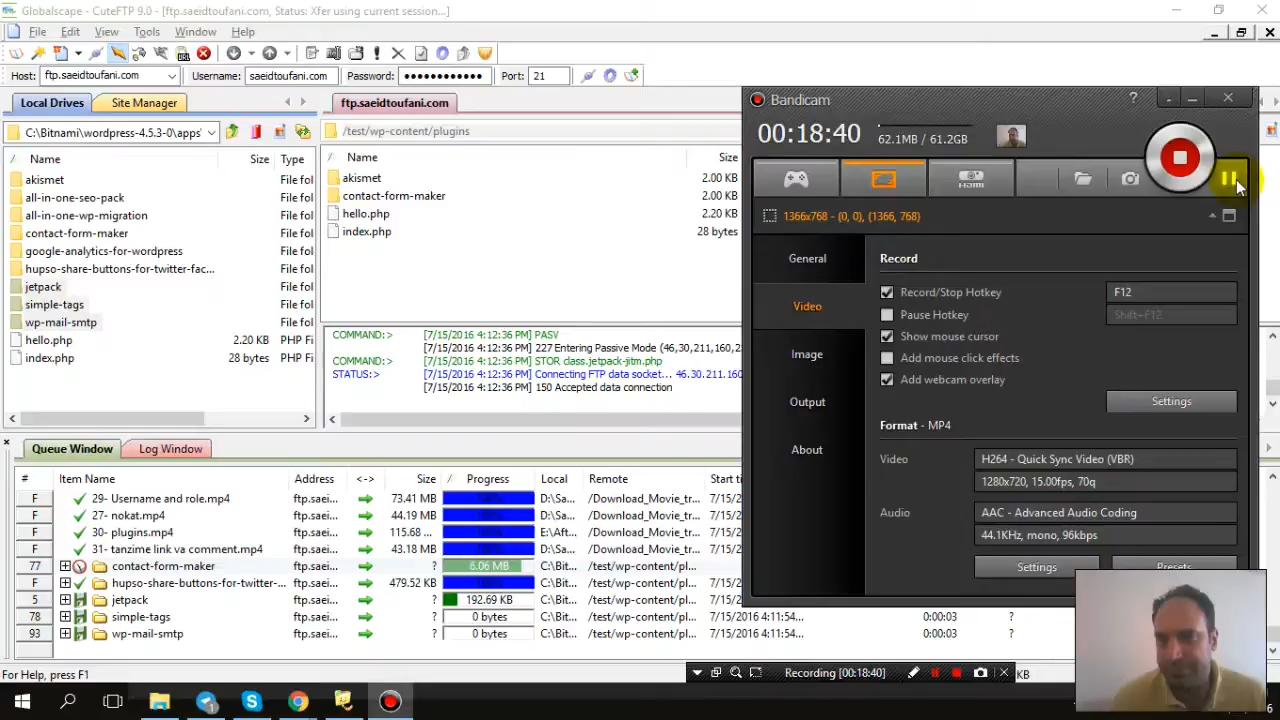 Globalscape - CuteFTP 9.0 - [ftp.saeidtoufani.com, Status: Xfer using current session...]
File Edit View Tools Window Help
Host: ftp.saeidtoufani.com Username: saeidtoufani.com Password: ●●●●●●●●●●●● Port: 21
Local Drives Site Manager ftp.saeidtoufani.com
C:\Bitnami\wordpress-4.5.3-0\apps\ /test/wp-content/plugins
/ Name Size Type
akismet File fol
all-in-one-seo-pack File fol
all-in-one-wp-migration File fol
contact-form-maker File fol
google-analytics-for-wordpress File fol
hupso-share-buttons-for-twitter-fac... File fol
jetpack File fol
simple-tags File fol
wp-mail-smtp File fol
hello.php 2.20 KB PHP Fi
index.php 28 bytes PHP Fi
/ Name Size
akismet 2.00 KB
contact-form-maker 2.00 KB
hello.php 2.20 KB
index.php 28 bytes
COMMAND:> [7/15/2016 4:12:36 PM] PASV
[7/15/2016 4:12:36 PM] 227 Entering Passive Mode (46,30,211,160,2
COMMAND:> [7/15/2016 4:12:36 PM] STOR class.jetpack-jitm.php
STATUS:> [7/15/2016 4:12:36 PM] Connecting FTP data socket... 46.30.211.160
[7/15/2016 4:12:36 PM] 150 Accepted data connection
Bandicam ?
00:18:40 62.1MB / 61.2GB
HDMI
1366x768 - (0, 0), (1366, 768)
General
Video
Image
Output
About
Record
Record/Stop Hotkey F12
Pause Hotkey Shift+F12
Show mouse cursor
Add mouse click effects
Add webcam overlay
Settings
Format - MP4
Video H264 - Quick Sync Video (VBR)
1280x720, 15.00fps, 70q
Audio AAC - Advanced Audio Coding
44.1KHz, mono, 96kbps
Settings Presets
Queue Window Log Window
# Item Name Address <-> Size / Progress Local Remote Start ti
F 29- Username and role.mp4 ftp.saei... 73.41 MB 100% D:\Sa... /Download_Movie_tr... 7/15/2
F 27- nokat.mp4 ftp.saei... 44.19 MB 100% D:\Sa... /Download_Movie_tr... 7/15/2
F 30- plugins.mp4 ftp.saei... 115.68 ... 100% E:\Aft... /Download_Movie_tr... 7/15/2
F 31- tanzime link va comment.mp4 ftp.saei... 43.18 MB 100% D:\Sa... /Download_Movie_tr... 7/15/2
77 contact-form-maker ftp.saei... ? 6.06 MB C:\Bit... /test/wp-content/pl... 7/15/2
F hupso-share-buttons-for-twitter-... ftp.saei... 479.52 KB 100% C:\Bit... /test/wp-content/pl... 7/15/2
5 jetpack ftp.saei... ? 192.69 KB C:\Bit... /test/wp-content/pl... 7/15/2
78 simple-tags ftp.saei... ? 0 bytes C:\Bit... /test/wp-content/pl... 7/15/2016 4:11:54... 0:00:03 ?
93 wp-mail-smtp ftp.saei... ? 0 bytes C:\Bit... /test/wp-content/pl... 7/15/2016 4:11:54... 0:00:03 ?
For Help, press F1
Recording [00:18:40] KB